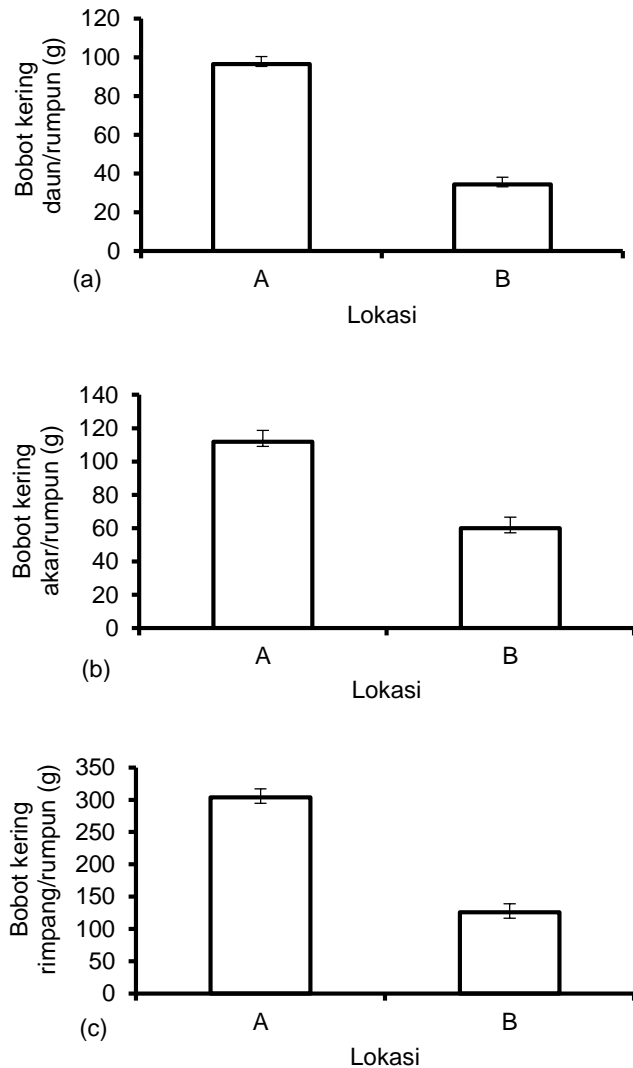 Bobot kering
daun/rumpun (g)
120
100
80
60
40
20
0
A
B
(a)
Lokasi
Bobot kering
akar/rumpun (g)
140
120
100
80
60
40
20
0
A
B
(b)
Lokasi
Bobot kering
rimpang/rumpun (g)
350
300
250
200
150
100
50
0
A
B
(c)
Lokasi